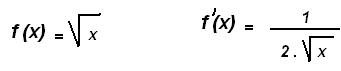 f(x) = √x    f'(x) = 1 / 2.√x